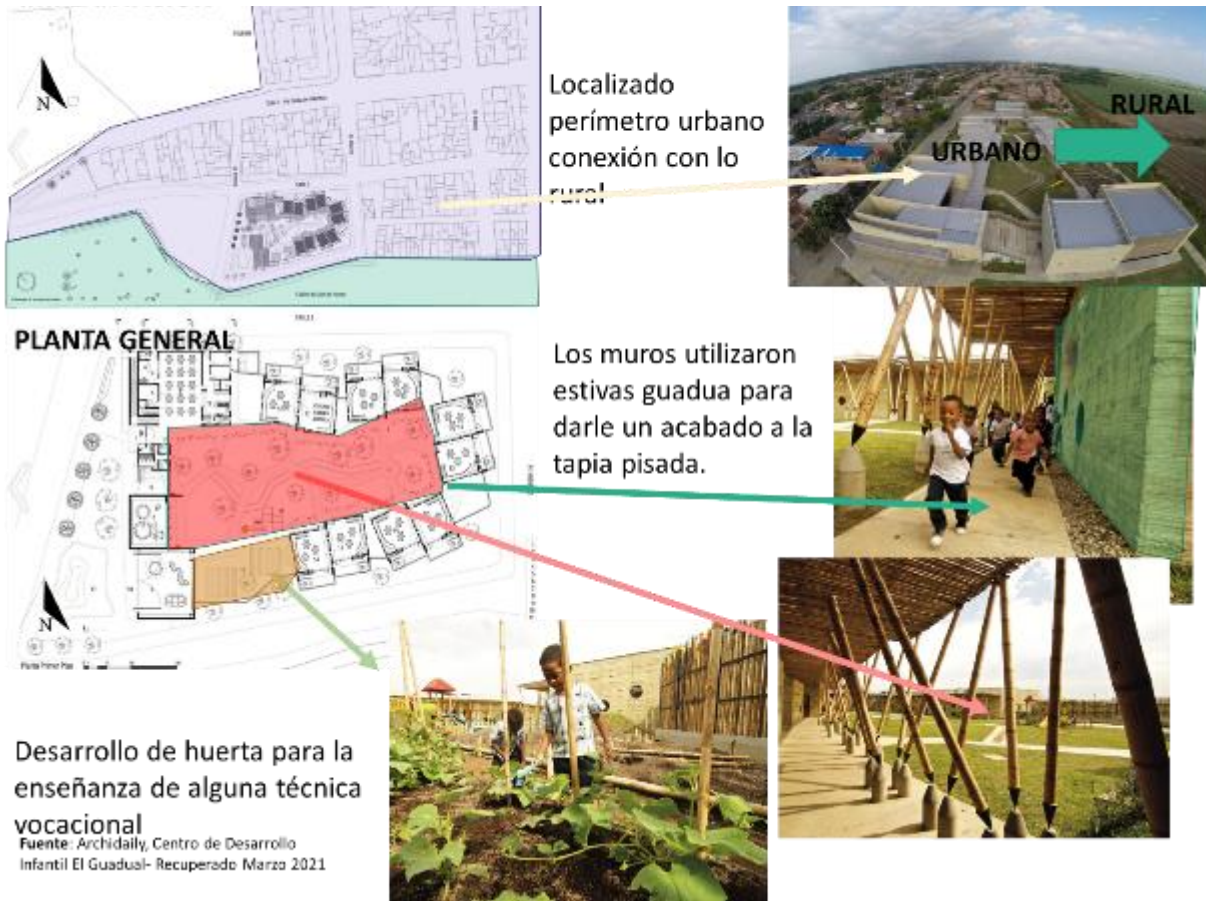 Localizado
perímetro urbano
conexión con lo
rural
RURAL
URBANO
N
PLANTA GENERAL
Los muros utilizaron
estivas guadua para
darle un acabado a la
tapia pisada.
N
Desarrollo de huerta para la
enseñanza de alguna técnica
vocacional
Fuente: Archidaily, Centro de Desarrollo
Infantil El Guadual- Recuperado Marzo 2021